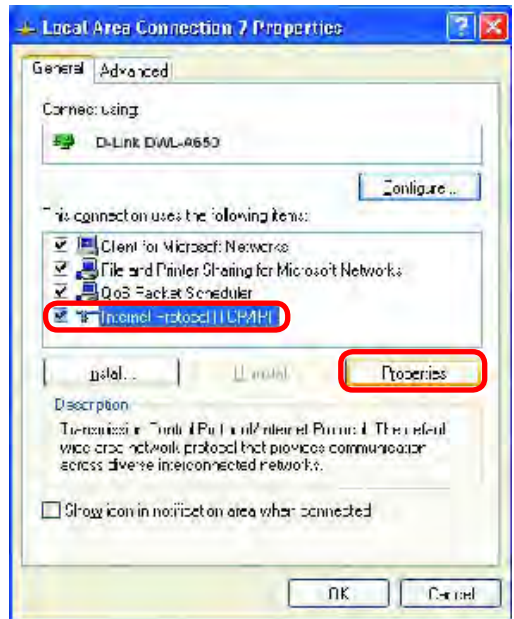 Local Area Connection 7 Properties
General Advanced
Connect using:
D-Link DWL-A650
Configure...
This connection uses the following items:
Client for Microsoft Networks
File and Printer Sharing for Microsoft Networks
QoS Packet Scheduler
Internet Protocol (TCP/IP)
Install... Uninstall Properties
Description
Transmission Control Protocol/Internet Protocol. The default
wide area network protocol that provides communication
across diverse interconnected networks.
Show icon in notification area when connected
OK Cancel